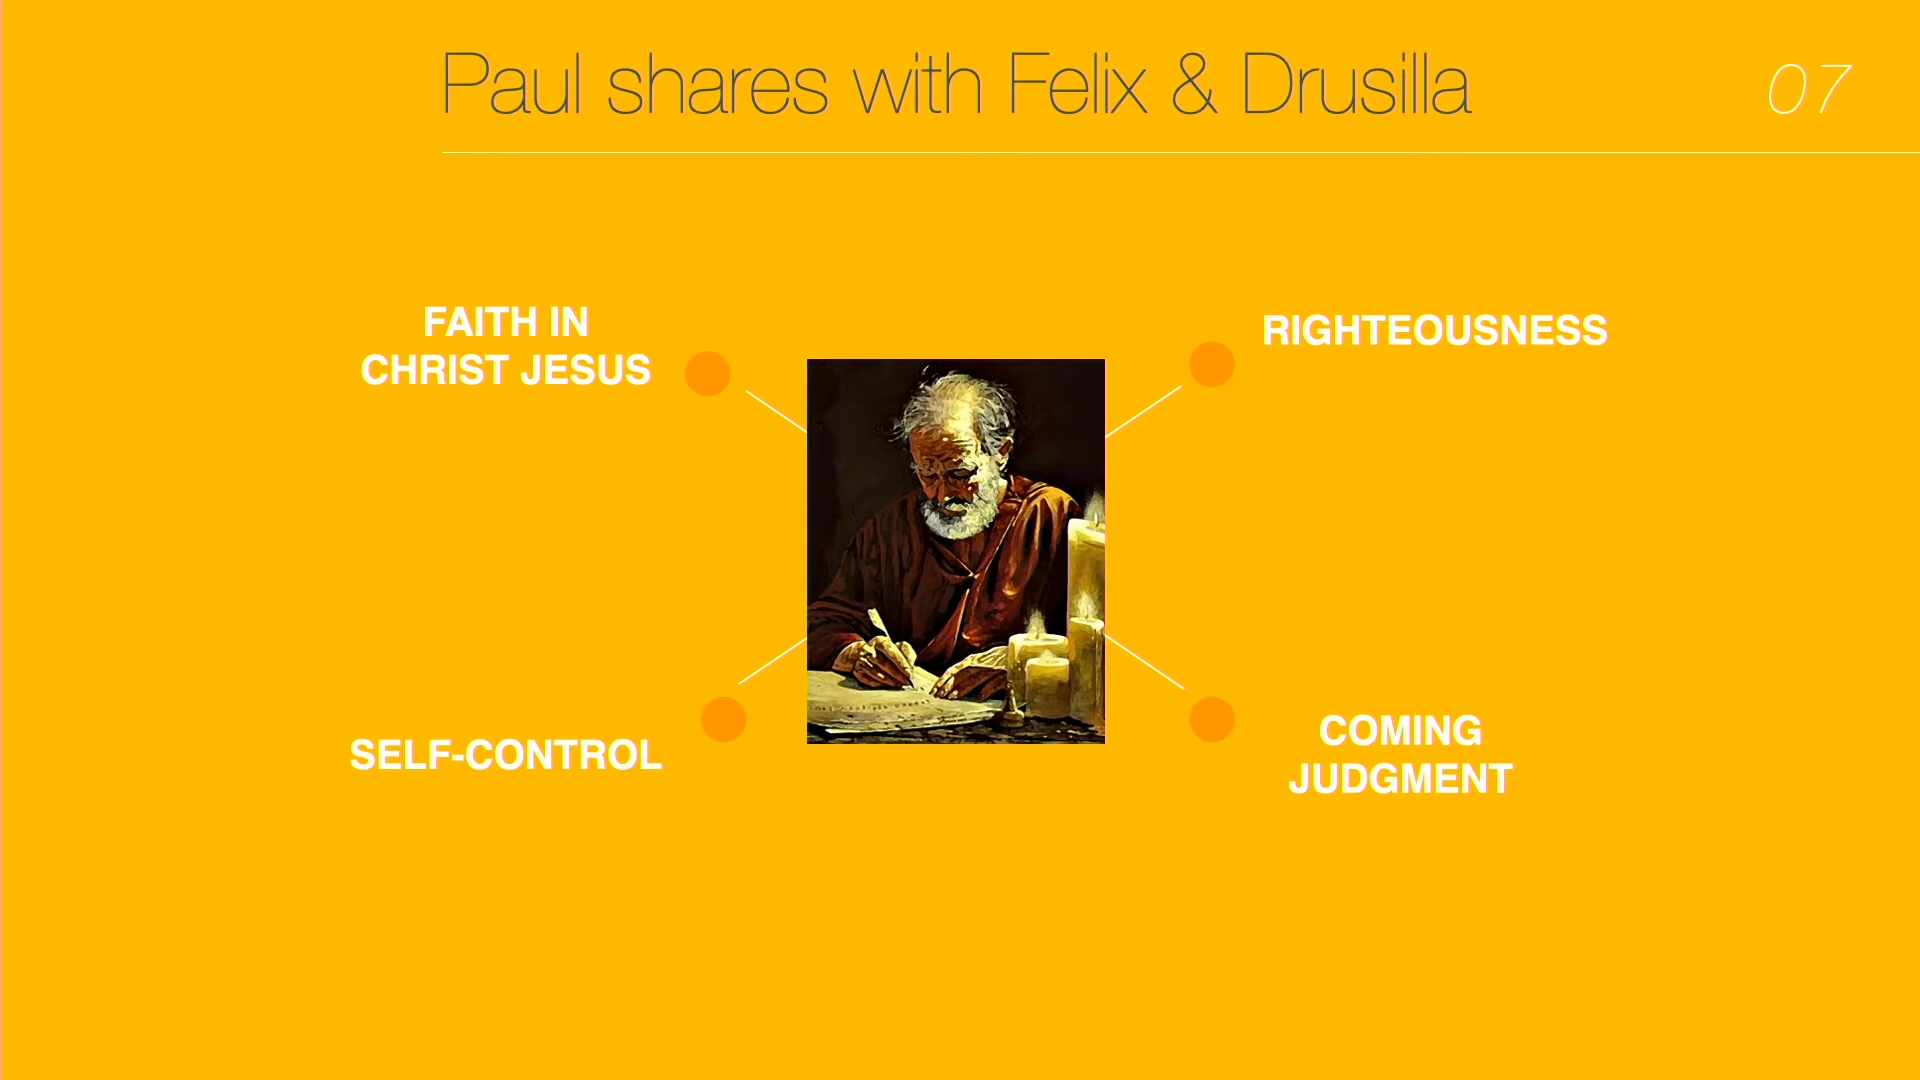 Paul shares with Felix & Drusilla
07
FAITH IN
CHRIST JESUS
RIGHTEOUSNESS
SELF-CONTROL
COMING
JUDGMENT